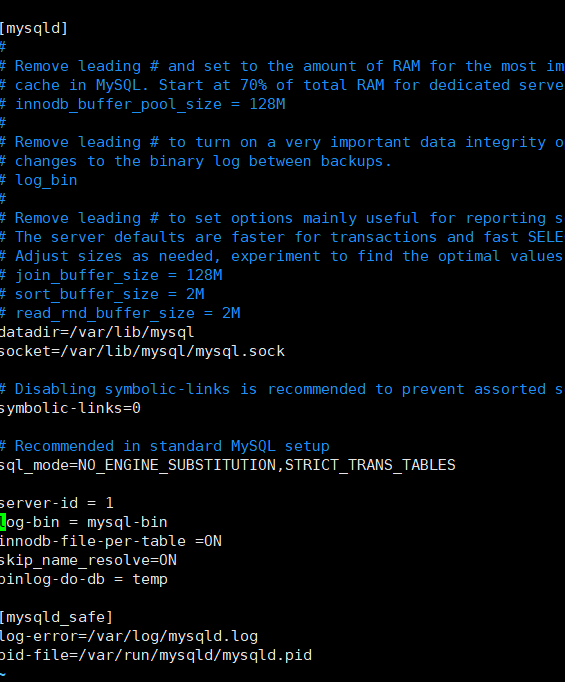 [mysqld]
#
# Remove leading # and set to the amount of RAM for the most im
# cache in MySQL. Start at 70% of total RAM for dedicated serve
# innodb_buffer_pool_size = 128M
#
# Remove leading # to turn on a very important data integrity o
# changes to the binary log between backups.
# log_bin
#
# Remove leading # to set options mainly useful for reporting s
# The server defaults are faster for transactions and fast SELE
# Adjust sizes as needed, experiment to find the optimal values
# join_buffer_size = 128M
# sort_buffer_size = 2M
# read_rnd_buffer_size = 2M
datadir=/var/lib/mysql
socket=/var/lib/mysql/mysql.sock
# Disabling symbolic-links is recommended to prevent assorted s
symbolic-links=0
# Recommended in standard MySQL setup
sql_mode=NO_ENGINE_SUBSTITUTION,STRICT_TRANS_TABLES
server-id = 1
log-bin = mysql-bin
innodb-file-per-table =ON
skip_name_resolve=ON
binlog-do-db = temp
[mysqld_safe]
log-error=/var/log/mysqld.log
pid-file=/var/run/mysqld/mysqld.pid
~